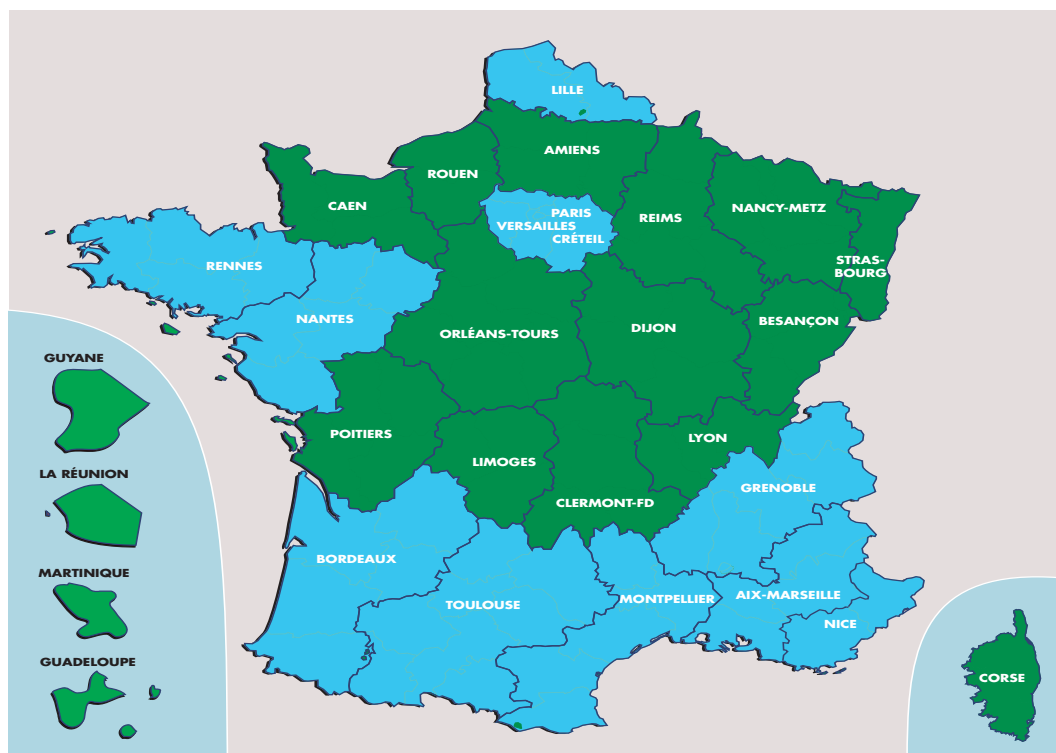 LILLE
AMIENS
ROUEN
CAEN
PARIS
VERSAILLES
CRÉTEIL
REIMS
NANCY-METZ
STRAS-
BOURG
RENNES
NANTES
ORLÉANS-TOURS
DIJON
BESANÇON
POITIERS
LIMOGES
CLERMONT-FD
LYON
GRENOBLE
BORDEAUX
TOULOUSE
MONTPELLIER
AIX-MARSEILLE
NICE
GUYANE
LA RÉUNION
MARTINIQUE
GUADELOUPE
CORSE